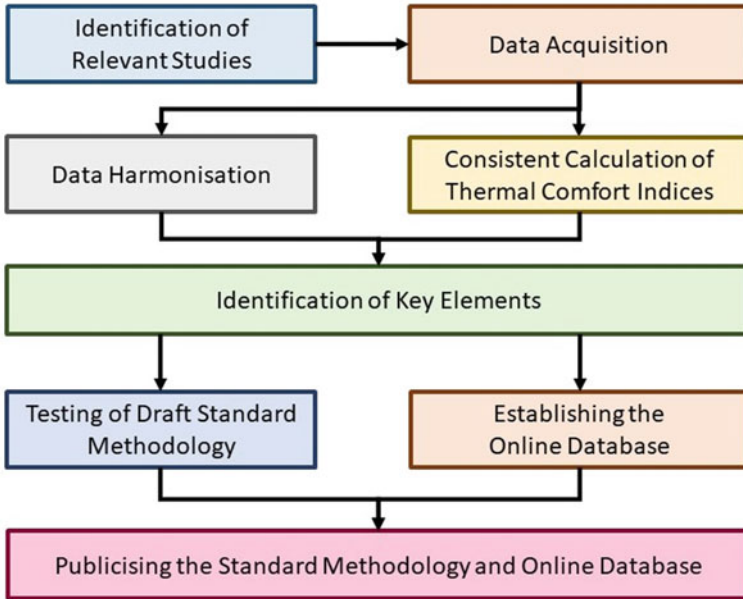 Identification of
Relevant Studies
Data Acquisition
Data Harmonisation
Consistent Calculation of
Thermal Comfort Indices
Identification of Key Elements
Testing of Draft Standard
Methodology
Establishing the
Online Database
Publicising the Standard Methodology and Online Database